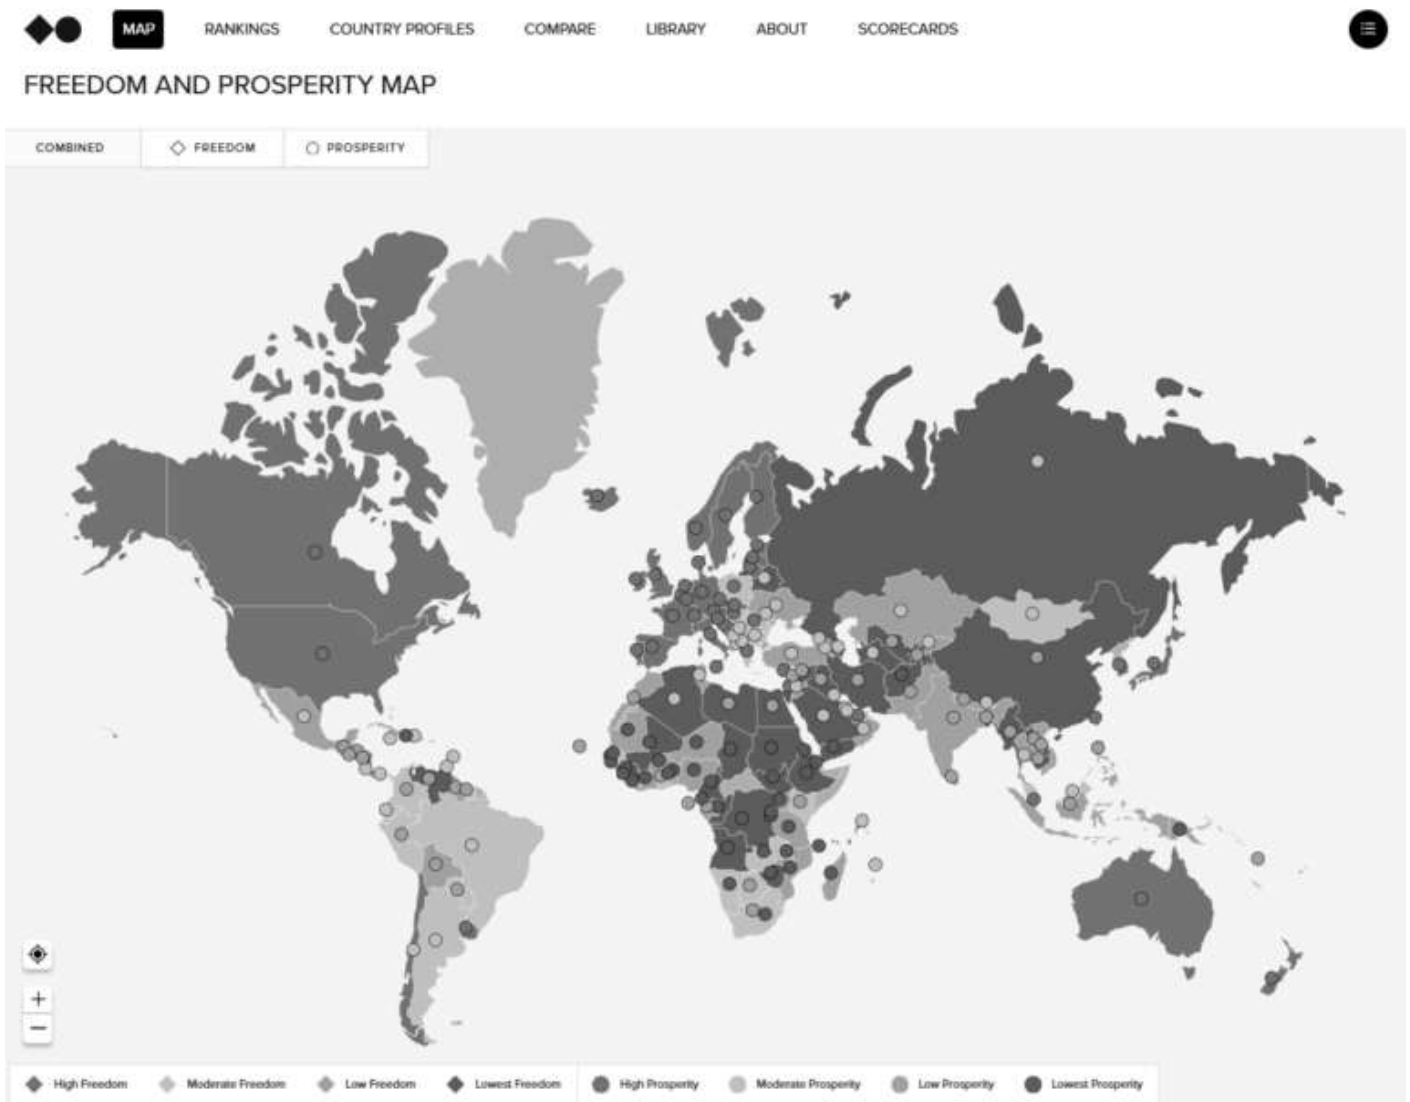 MAP RANKINGS COUNTRY PROFILES COMPARE LIBRARY ABOUT SCORECARDS
FREEDOM AND PROSPERITY MAP
COMBINED FREEDOM PROSPERITY
High Freedom Moderate Freedom Low Freedom Lowest Freedom High Prosperity Moderate Prosperity Low Prosperity Lowest Prosperity